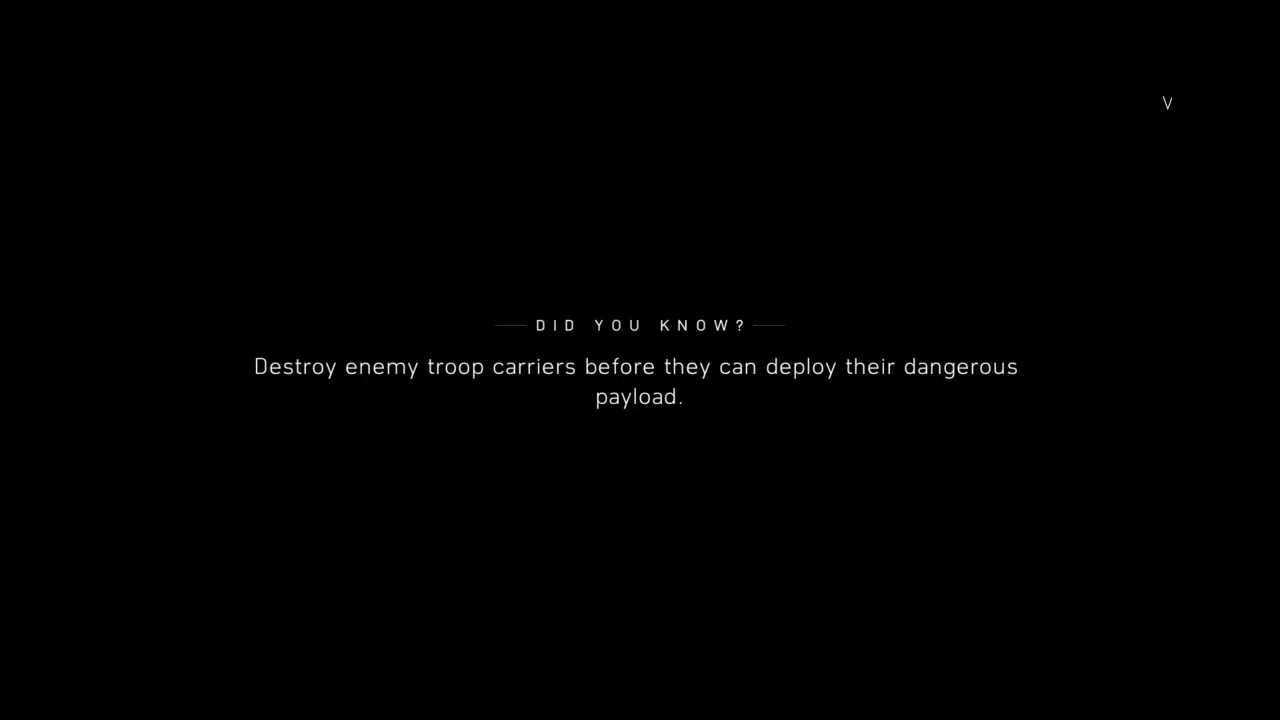 V
DID YOU KNOW?
Destroy enemy troop carriers before they can deploy their dangerous
payload.